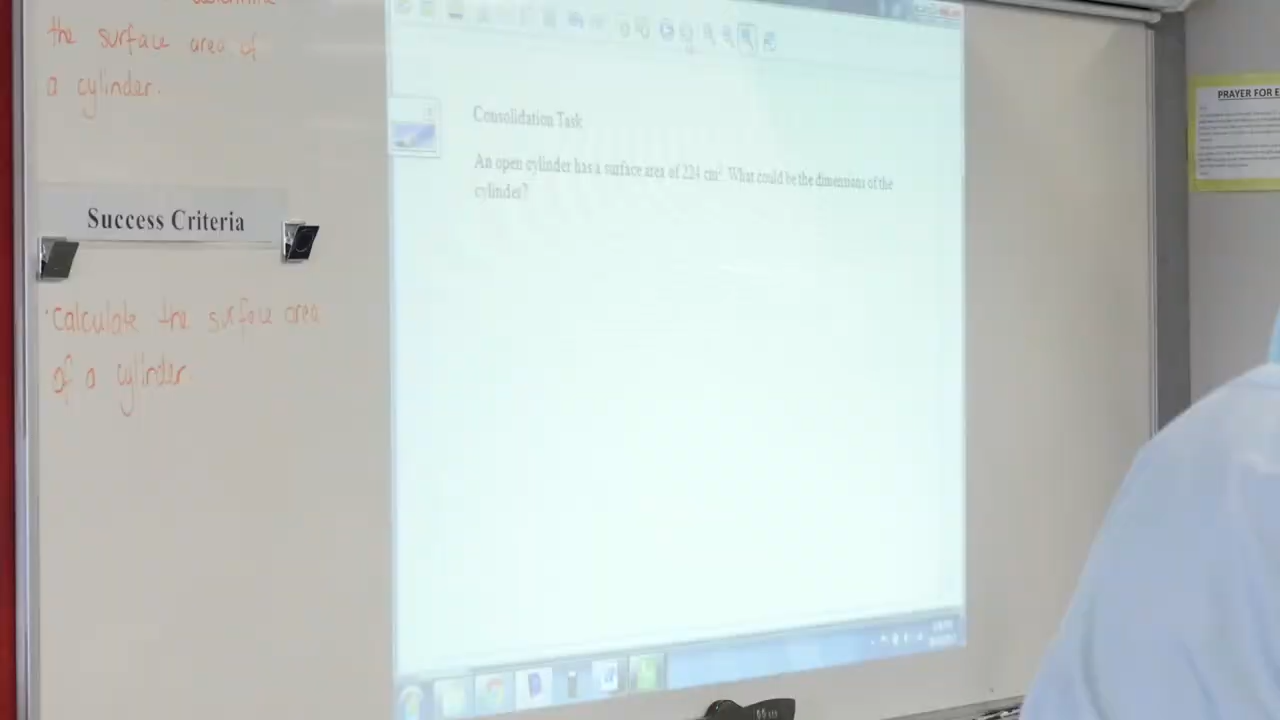 determine
the surface area of
a cylinder.
Success Criteria
· Calculate the surface area
of a cylinder
Consolidation Task
An open cylinder has a surface area of 224 cm². What could be the dimensions of the
cylinder?
PRAYER FOR E